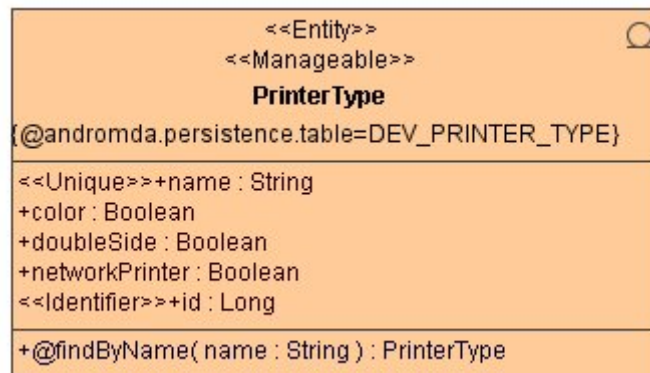 <<Entity>>
<<Manageable>>
PrinterType
{@andromda.persistence.table=DEV_PRINTER_TYPE}
<<Unique>>+name : String
+color : Boolean
+doubleSide : Boolean
+networkPrinter : Boolean
<<Identifier>>+id : Long
+@findByName( name : String ) : PrinterType